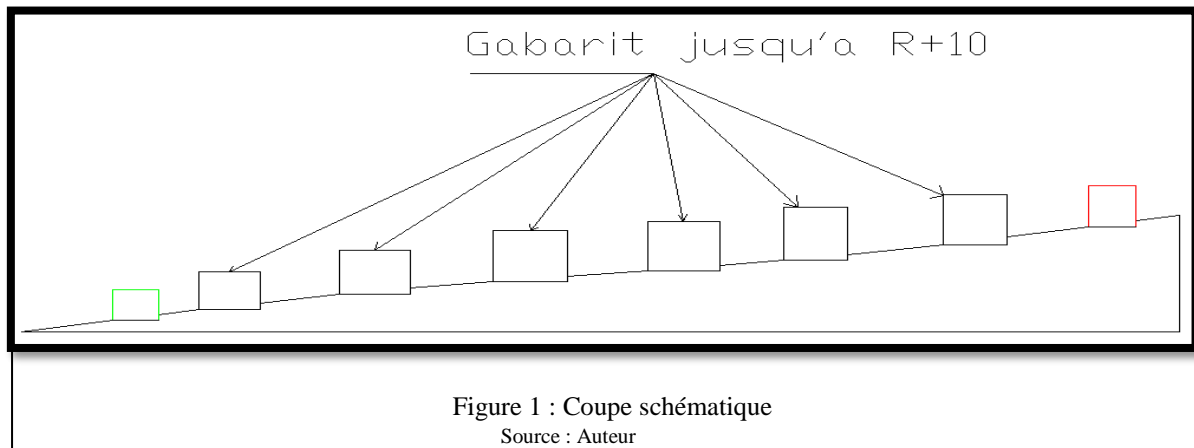 Gabarit jusqu'a R+10
Figure 1 : Coupe schématique
Source : Auteur